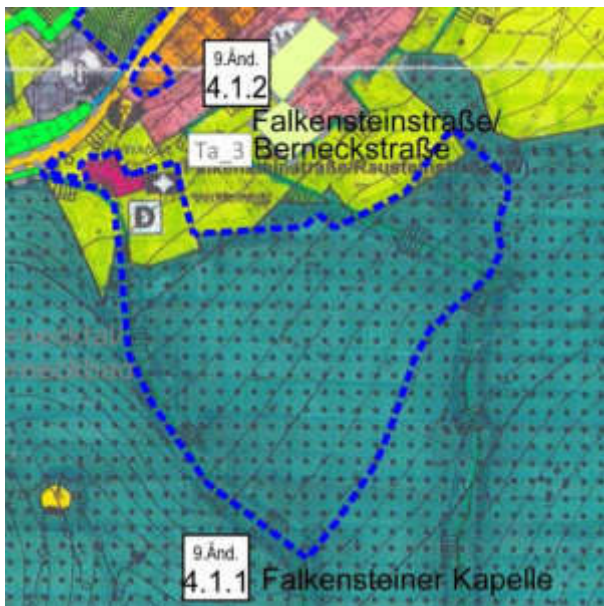 9.Änd.
4.1.2
Falkensteinstraße/
Ta_3 Berneckstraße
D
9.Änd.
4.1.1 Falkensteiner Kapelle